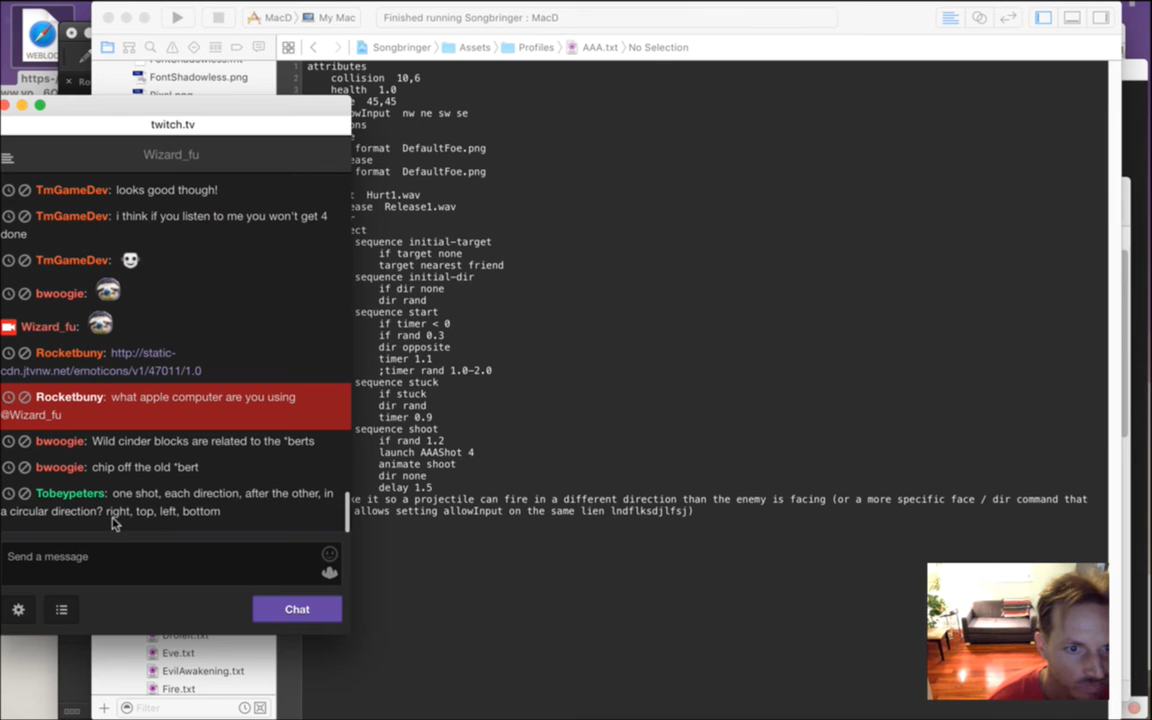 MacD
My Mac
Finished running Songbringer : MacD
WEBLOC
https-
Songbringer
Assets
Profiles
AAA.txt
No Selection
FontShadowless.png
1 attributes
2 collision 10,6
3 health 1.0
45,45
nw ne sw se
format DefaultFoe.png
format DefaultFoe.png
Hurt1.wav
Release1.wav
sequence initial-target
if target none
target nearest friend
sequence initial-dir
if dir none
dir rand
sequence start
if timer < 0
if rand 0.3
dir opposite
timer 1.1
;timer rand 1.0-2.0
sequence stuck
if stuck
dir rand
timer 0.9
sequence shoot
if rand 1.2
launch AAAShot 4
animate shoot
dir none
delay 1.5
it so a projectile can fire in a different direction than the enemy is facing (or a more specific face / dir command that
allows setting allowInput on the same lien lndflksdjlfsj)
twitch.tv
Wizard_fu
TmGameDev: looks good though!
TmGameDev: i think if you listen to me you won't get 4
done
TmGameDev:
bwoogie:
Wizard_fu:
Rocketbuny: http://static-
cdn.jtvnw.net/emoticons/v1/47011/1.0
Rocketbuny: what apple computer are you using
@Wizard_fu
bwoogie: Wild cinder blocks are related to the *berts
bwoogie: chip off the old *bert
Tobeypeters: one shot, each direction, after the other, in
a circular direction? right, top, left, bottom
Send a message
Chat
Eve.txt
EvilAwakening.txt
Fire.txt
Filter